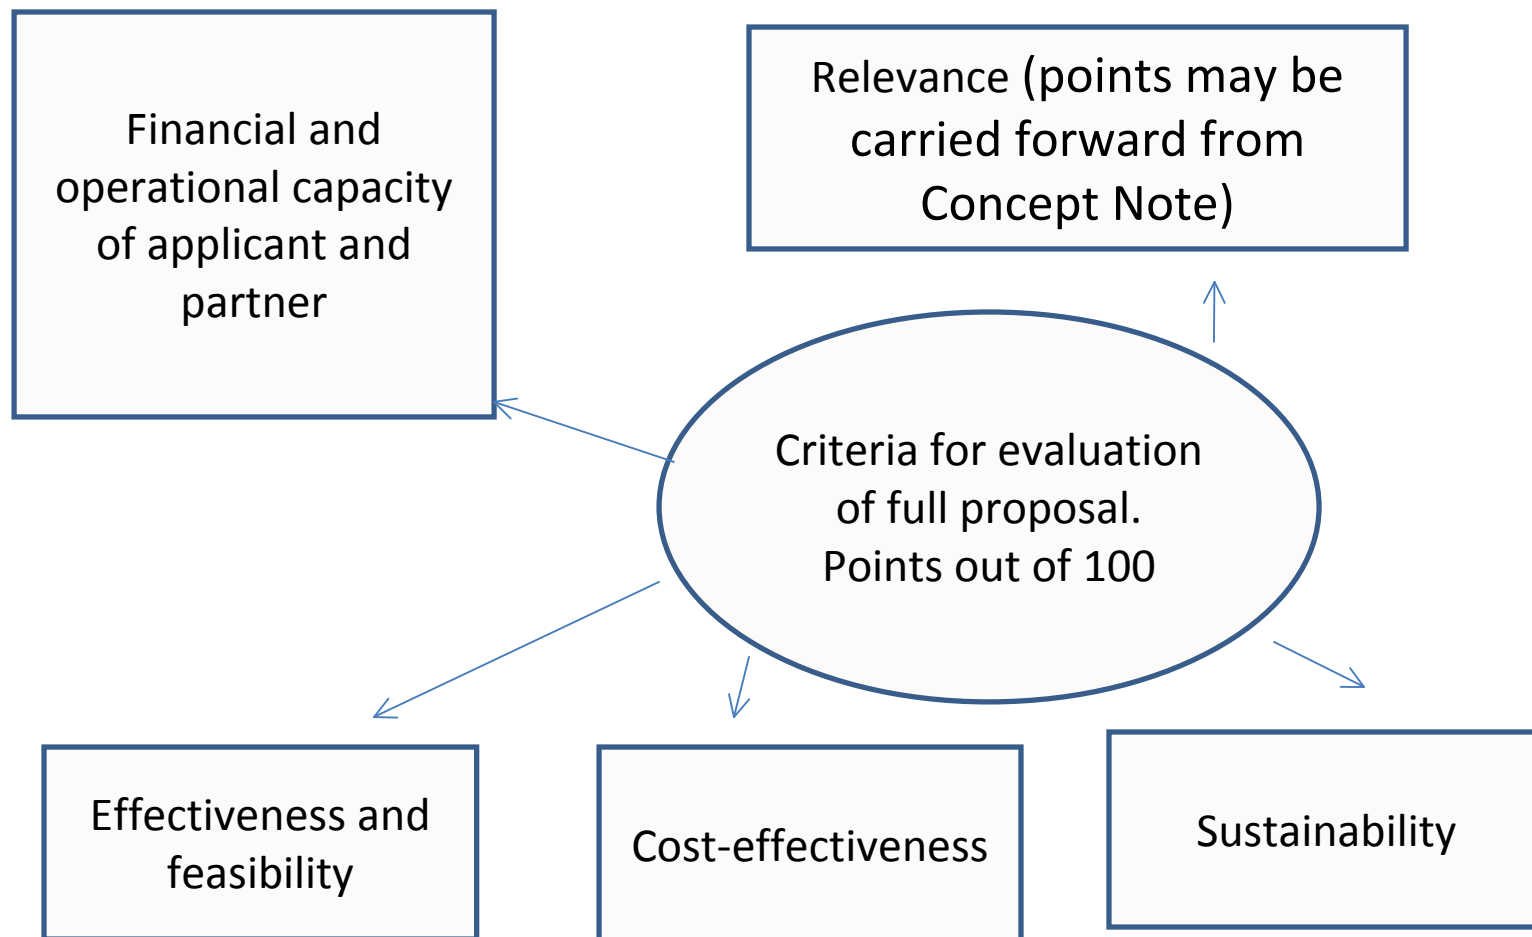 Financial and
operational capacity
of applicant and
partner
Relevance (points may be
carried forward from
Concept Note)
Criteria for evaluation
of full proposal.
Points out of 100
Effectiveness and
feasibility
Cost-effectiveness
Sustainability